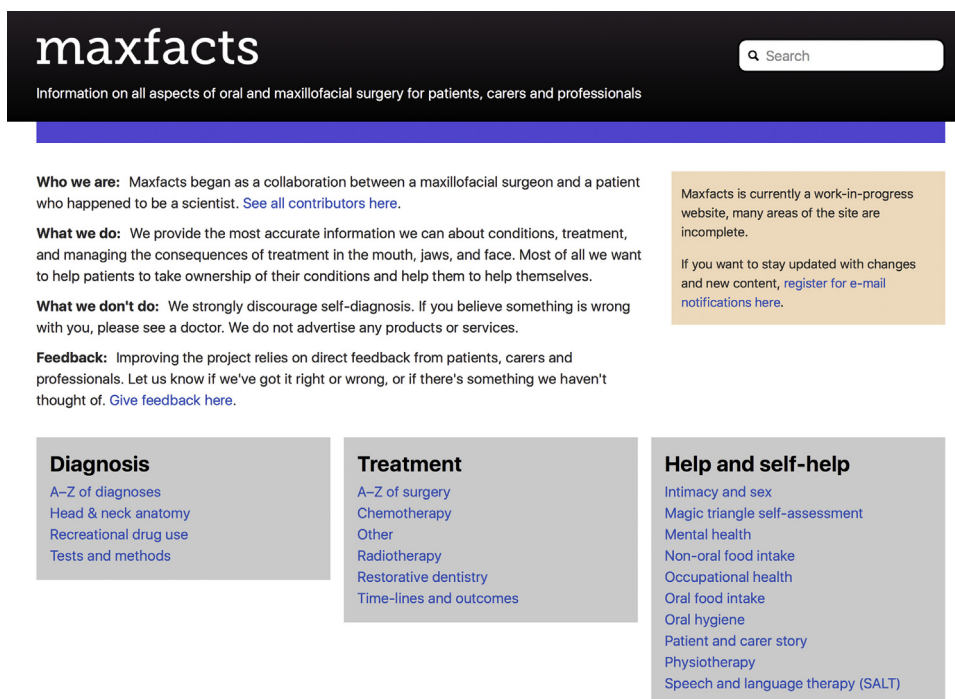 maxfacts
Search
Information on all aspects of oral and maxillofacial surgery for patients, carers and professionals
Who we are: Maxfacts began as a collaboration between a maxillofacial surgeon and a patient
who happened to be a scientist. See all contributors here.
What we do: We provide the most accurate information we can about conditions, treatment,
and managing the consequences of treatment in the mouth, jaws, and face. Most of all we want
to help patients to take ownership of their conditions and help them to help themselves.
What we don't do: We strongly discourage self-diagnosis. If you believe something is wrong
with you, please see a doctor. We do not advertise any products or services.
Feedback: Improving the project relies on direct feedback from patients, carers and
professionals. Let us know if we've got it right or wrong, or if there's something we haven't
thought of. Give feedback here.
Maxfacts is currently a work-in-progress
website, many areas of the site are
incomplete.
If you want to stay updated with changes
and new content, register for e-mail
notifications here.
Diagnosis
A–Z of diagnoses
Head & neck anatomy
Recreational drug use
Tests and methods
Treatment
A–Z of surgery
Chemotherapy
Other
Radiotherapy
Restorative dentistry
Time-lines and outcomes
Help and self-help
Intimacy and sex
Magic triangle self-assessment
Mental health
Non-oral food intake
Occupational health
Oral food intake
Oral hygiene
Patient and carer story
Physiotherapy
Speech and language therapy (SALT)